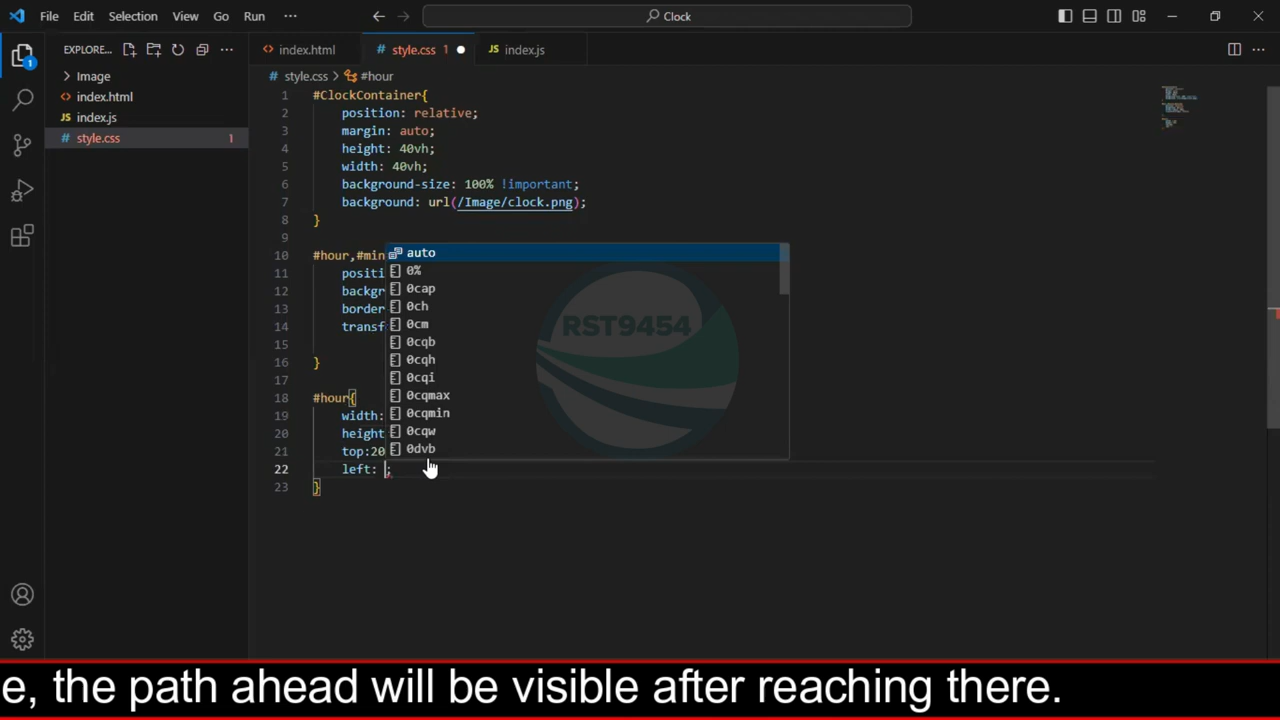 File Edit Selection View Go Run ··· Clock
EXPLORE... index.html style.css 1 index.js
Image
index.html
index.js
style.css 1
1
style.css > #hour
1 #ClockContainer{
2 position: relative;
3 margin: auto;
4 height: 40vh;
5 width: 40vh;
6 background-size: 100% !important;
7 background: url(/Image/clock.png);
8 }
9
10 #hour,#min
11 positi
12 backgr
13 border
14 transf
15
16 }
17
18 #hour{
19 width:
20 height
21 top:20
22 left: ;
23 }
auto
0%
0cap
0ch
0cm
0cqb
0cqh
0cqi
0cqmax
0cqmin
0cqw
0dvb
RST9454
e, the path ahead will be visible after reaching there.